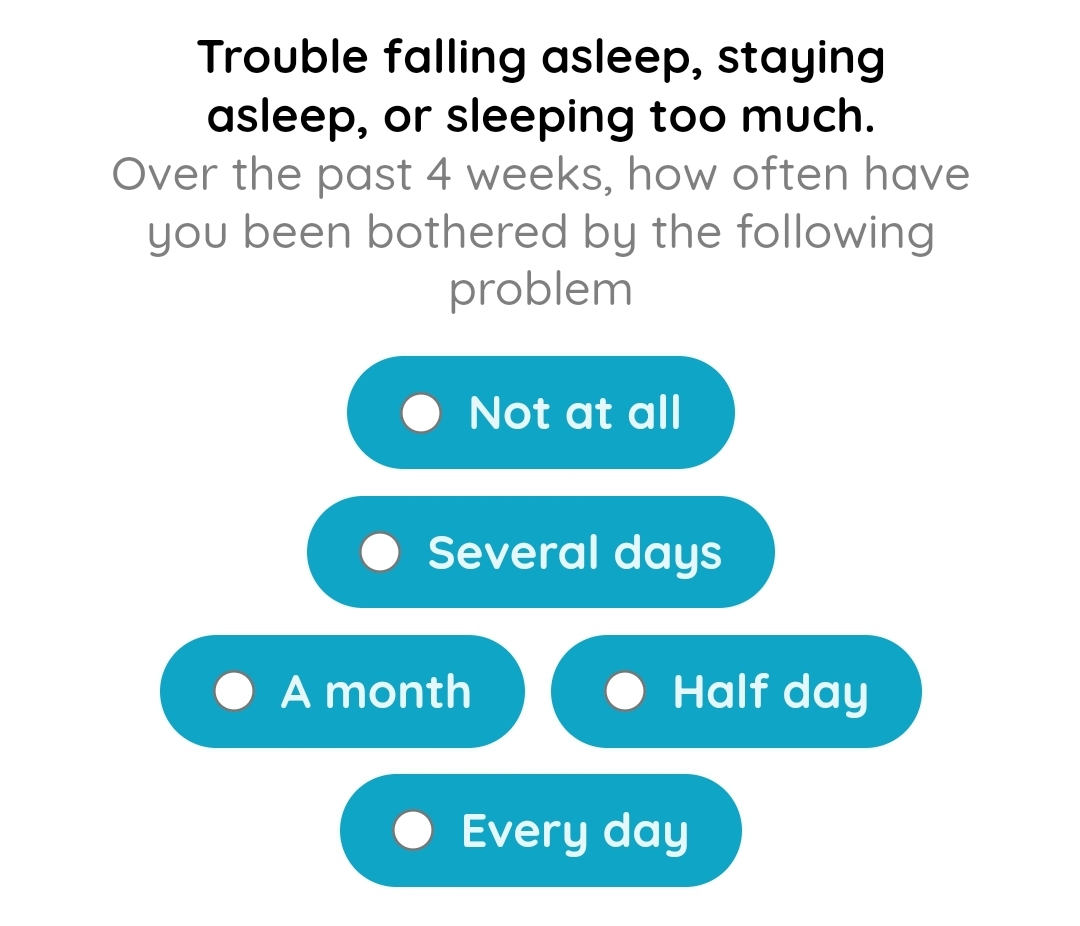 Trouble falling asleep, staying
asleep, or sleeping too much.
Over the past 4 weeks, how often have
you been bothered by the following
problem
Not at all
Several days
A month
Half day
Every day